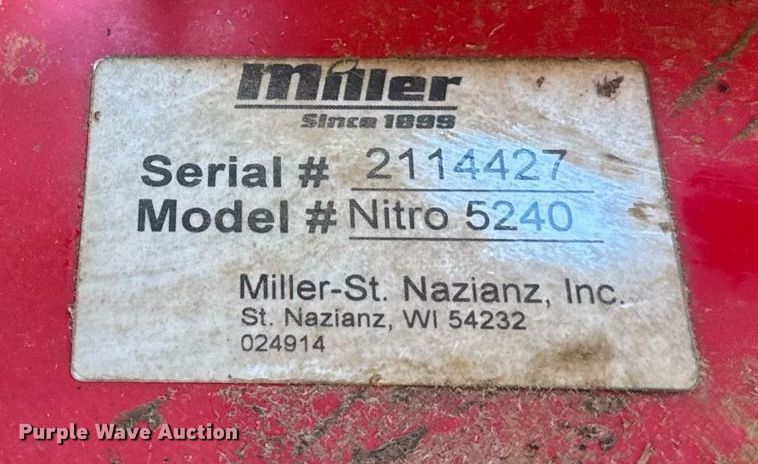 Miller
Since 1899
Serial # 2114427
Model # Nitro 5240
Miller-St. Nazianz, Inc.
St. Nazianz, WI 54232
024914
Purple Wave Auction